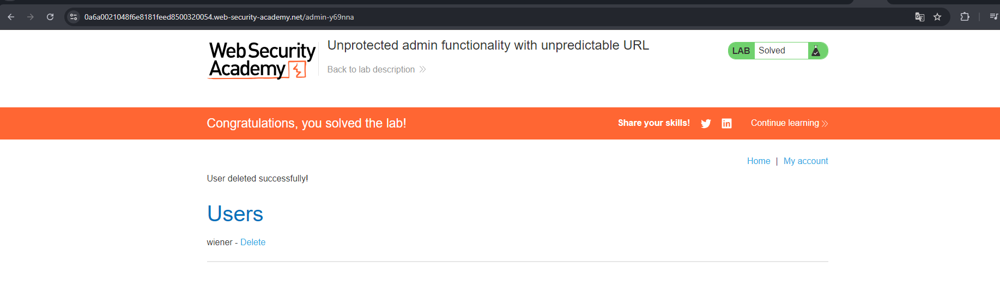 0a6a0021048f6e8181feed8500320054.web-security-academy.net/admin-y69nna
Web Security
Academy
Unprotected admin functionality with unpredictable URL
Back to lab description
LAB Solved
Congratulations, you solved the lab!
Share your skills!
Continue learning
Home | My account
User deleted successfully!
Users
wiener - Delete